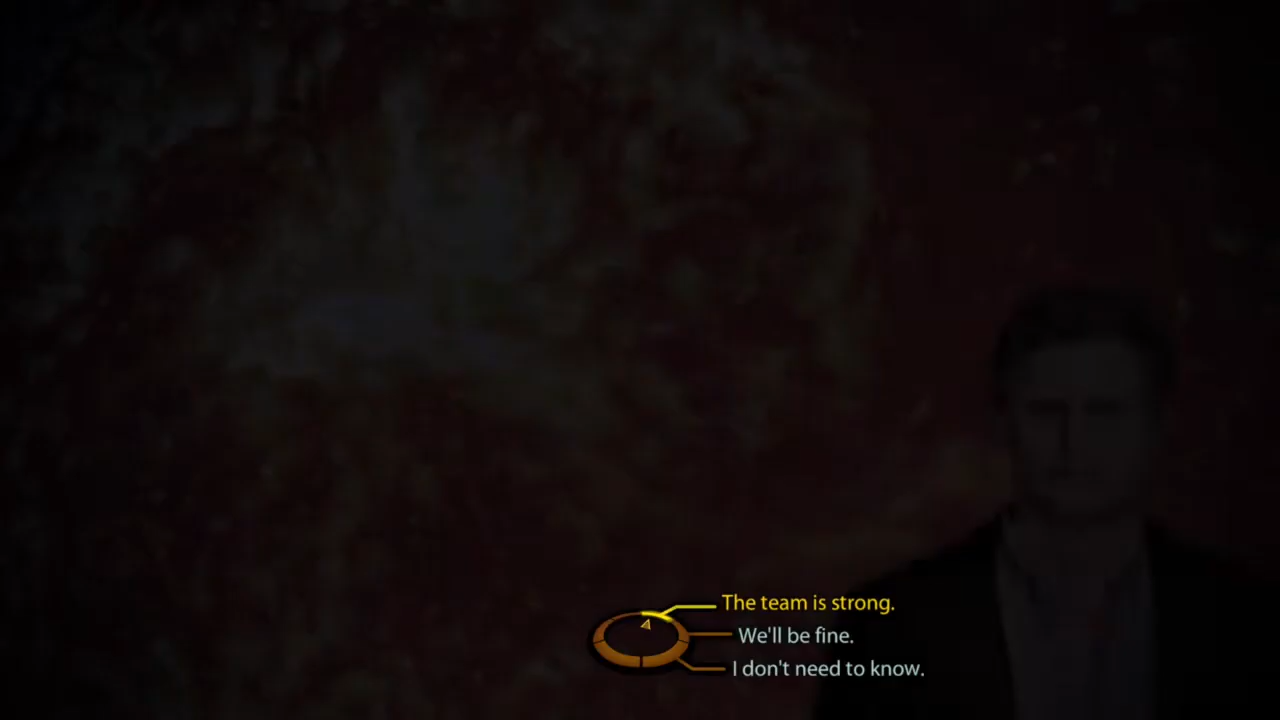 The team is strong.
We'll be fine.
I don't need to know.